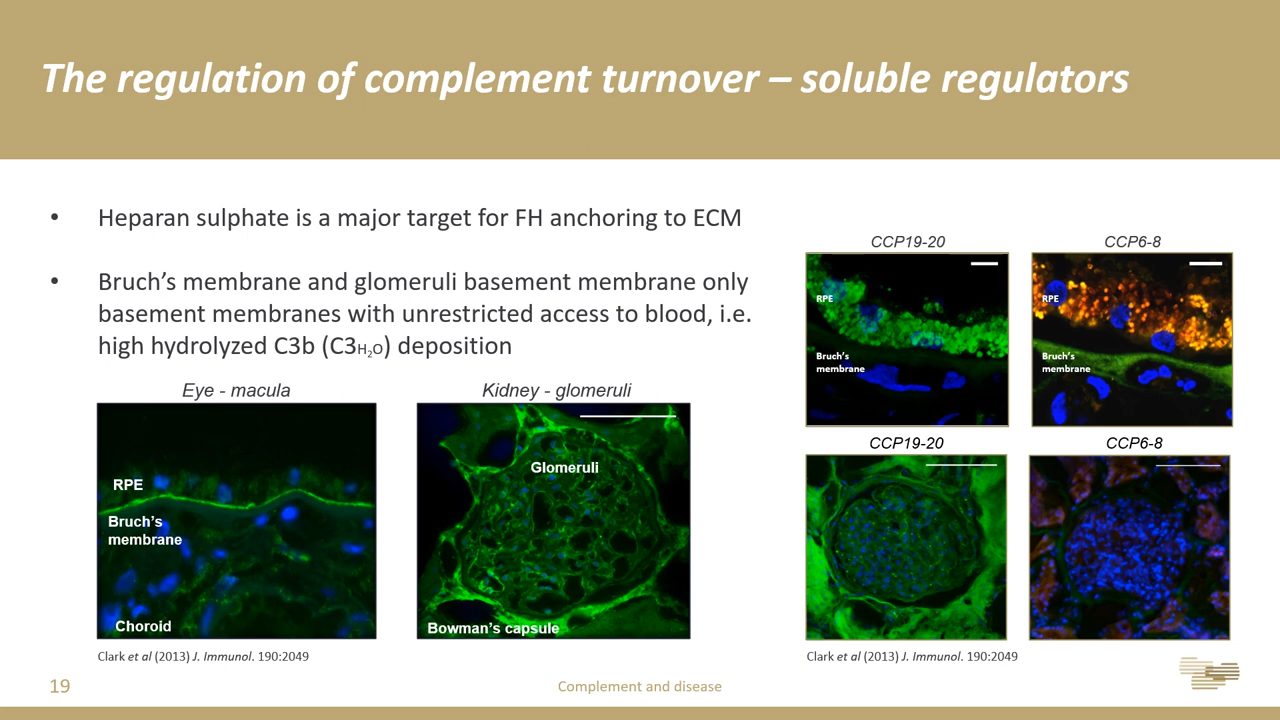 The regulation of complement turnover – soluble regulators
• Heparan sulphate is a major target for FH anchoring to ECM
• Bruch’s membrane and glomeruli basement membrane only
basement membranes with unrestricted access to blood, i.e.
high hydrolyzed C3b (C3H₂O) deposition
Eye - macula
RPE
Bruch’s
membrane
Choroid
Kidney - glomeruli
Glomeruli
Bowman’s capsule
Clark et al (2013) J. Immunol. 190:2049
CCP19-20
RPE
Bruch’s
membrane
CCP6-8
RPE
Bruch’s
membrane
CCP19-20
CCP6-8
Clark et al (2013) J. Immunol. 190:2049
19
Complement and disease